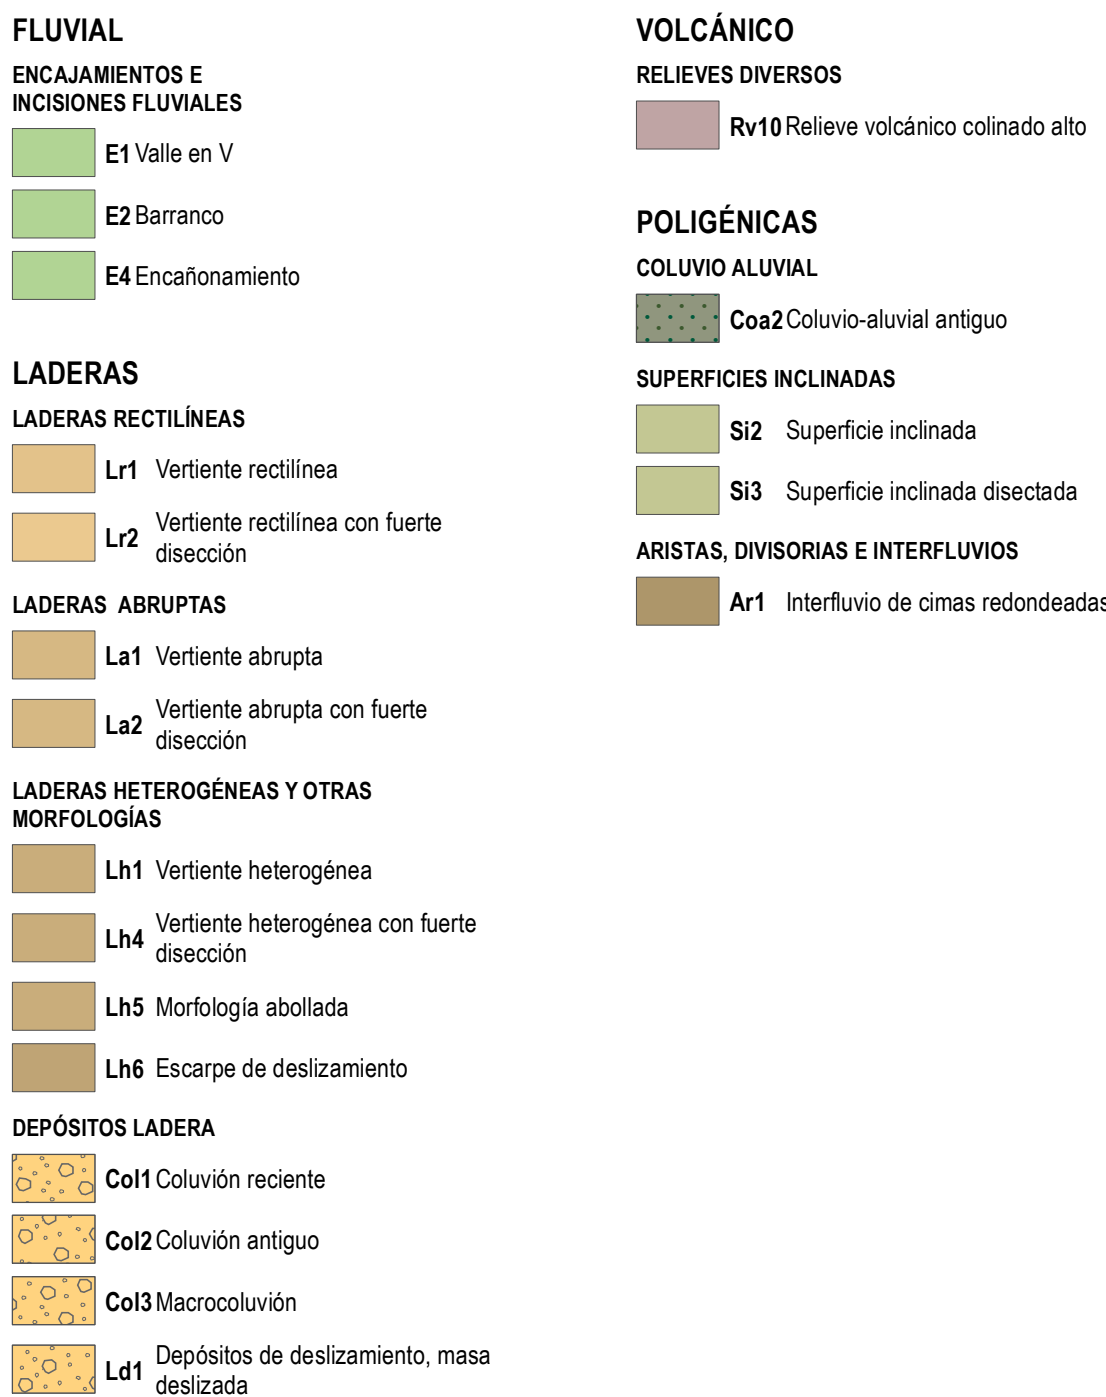 FLUVIAL
ENCAJAMIENTOS E
INCISIONES FLUVIALES
E1 Valle en V
E2 Barranco
E4 Encañonamiento
LADERAS
LADERAS RECTILÍNEAS
Lr1 Vertiente rectilínea
Lr2 Vertiente rectilínea con fuerte
disección
LADERAS ABRUPTAS
La1 Vertiente abrupta
La2 Vertiente abrupta con fuerte
disección
LADERAS HETEROGÉNEAS Y OTRAS
MORFOLOGÍAS
Lh1 Vertiente heterogénea
Lh4 Vertiente heterogénea con fuerte
disección
Lh5 Morfología abollada
Lh6 Escarpe de deslizamiento
DEPÓSITOS LADERA
Col1 Coluvión reciente
Col2 Coluvión antiguo
Col3 Macrocoluvión
Ld1 Depósitos de deslizamiento, masa
deslizada
VOLCÁNICO
RELIEVES DIVERSOS
Rv10 Relieve volcánico colinado alto
POLIGÉNICAS
COLUVIO ALUVIAL
Coa2 Coluvio-aluvial antiguo
SUPERFICIES INCLINADAS
Si2 Superficie inclinada
Si3 Superficie inclinada disectada
ARISTAS, DIVISORIAS E INTERFLUVIOS
Ar1 Interfluvio de cimas redondeadas